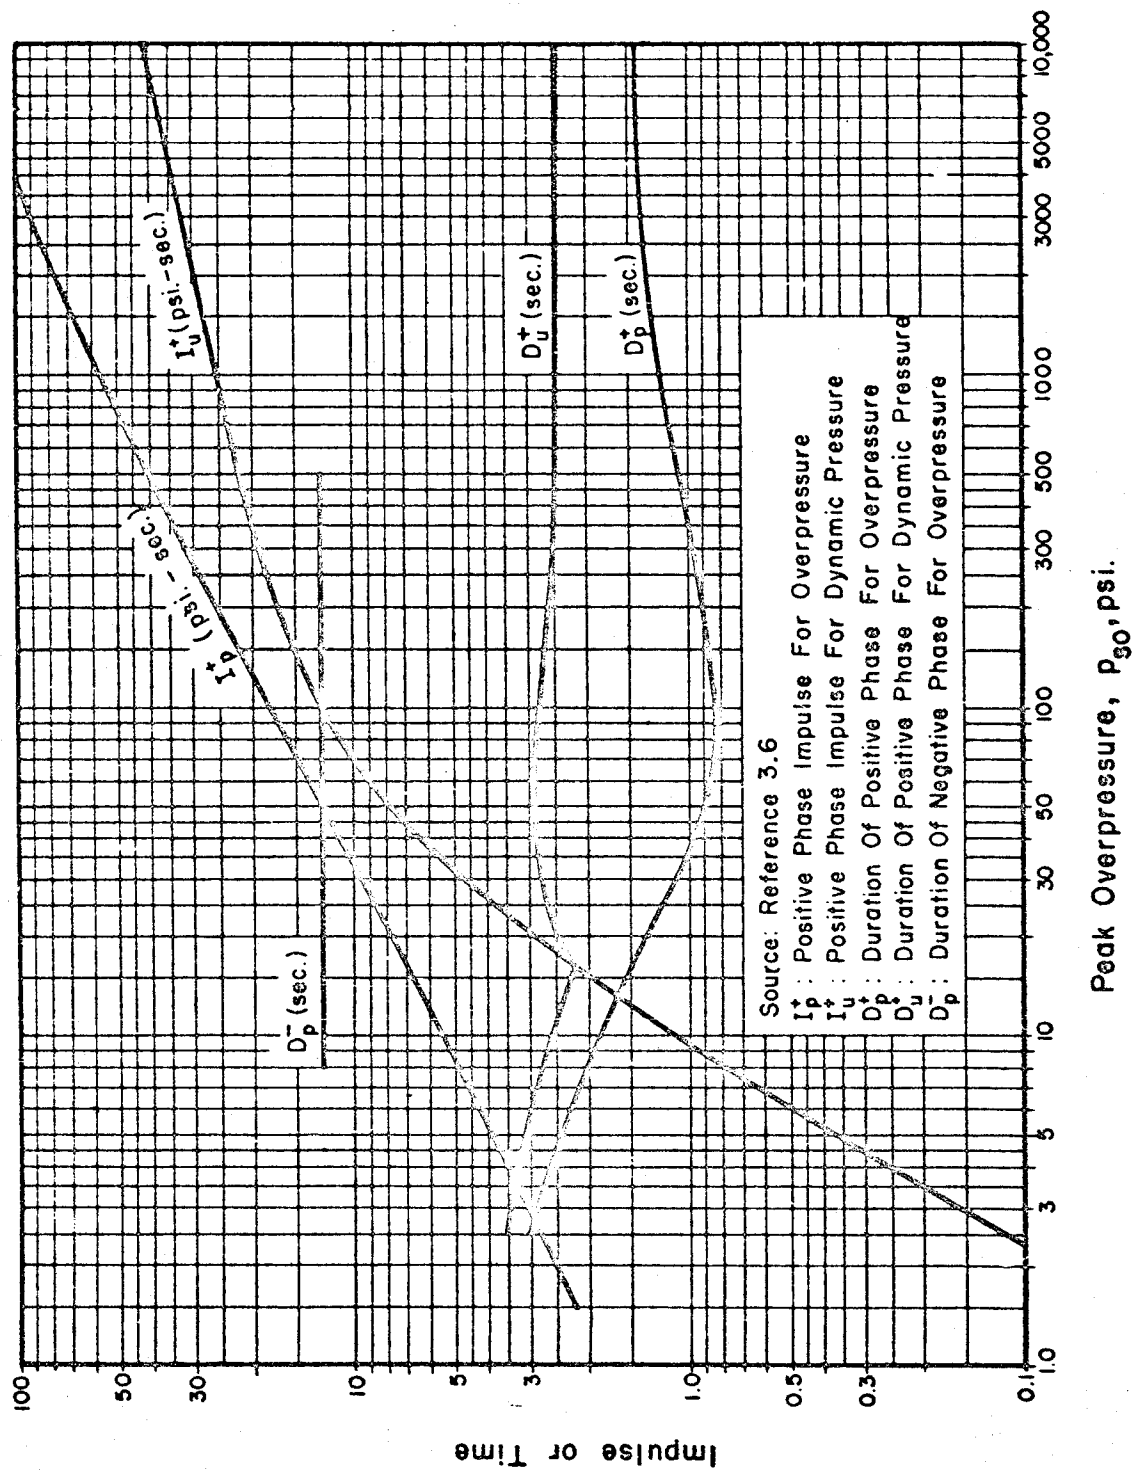 Impulse or Time
100
50
30
10
5
3
1.0
0.5
0.3
0.1
1.0
3
5
10
30
50
100
300
500
1000
3000
5000
10,000
I⁺ₚ (psi.- sec.)
I⁺ᵤ (psi.-sec.)
D⁻ₚ (sec.)
D⁺ᵤ (sec.)
D⁺ₚ (sec.)
Source: Reference 3.6
I⁺ₚ : Positive Phase Impulse For Overpressure
I⁺ᵤ : Positive Phase Impulse For Dynamic Pressure
D⁺ₚ : Duration Of Positive Phase For Overpressure
D⁺ᵤ : Duration Of Positive Phase For Dynamic Pressure
D⁻ₚ : Duration Of Negative Phase For Overpressure
Peak Overpressure, pₛₒ, psi.